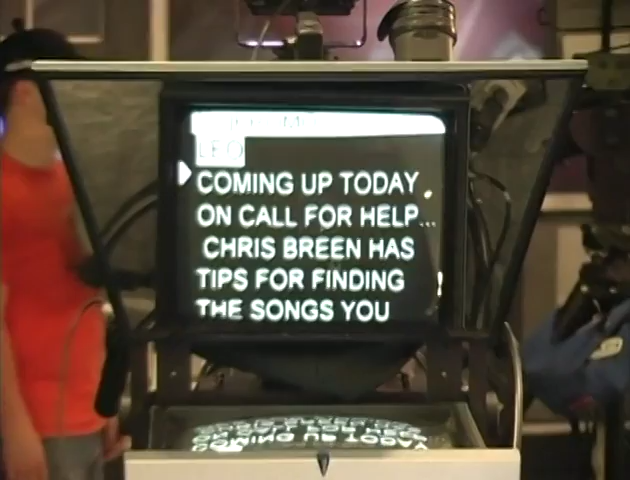 LEO
COMING UP TODAY
ON CALL FOR HELP...
CHRIS BREEN HAS
TIPS FOR FINDING
THE SONGS YOU